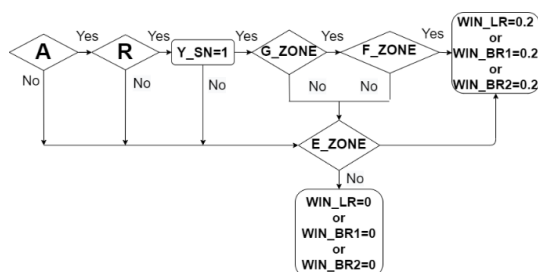 A
Yes
R
Yes
Y_SN=1
Yes
G_ZONE
Yes
F_ZONE
Yes
WIN_LR=0.2
or
WIN_BR1=0.2
or
WIN_BR2=0.2
No
No
No
No
No
E_ZONE
No
WIN_LR=0
or
WIN_BR1=0
or
WIN_BR2=0